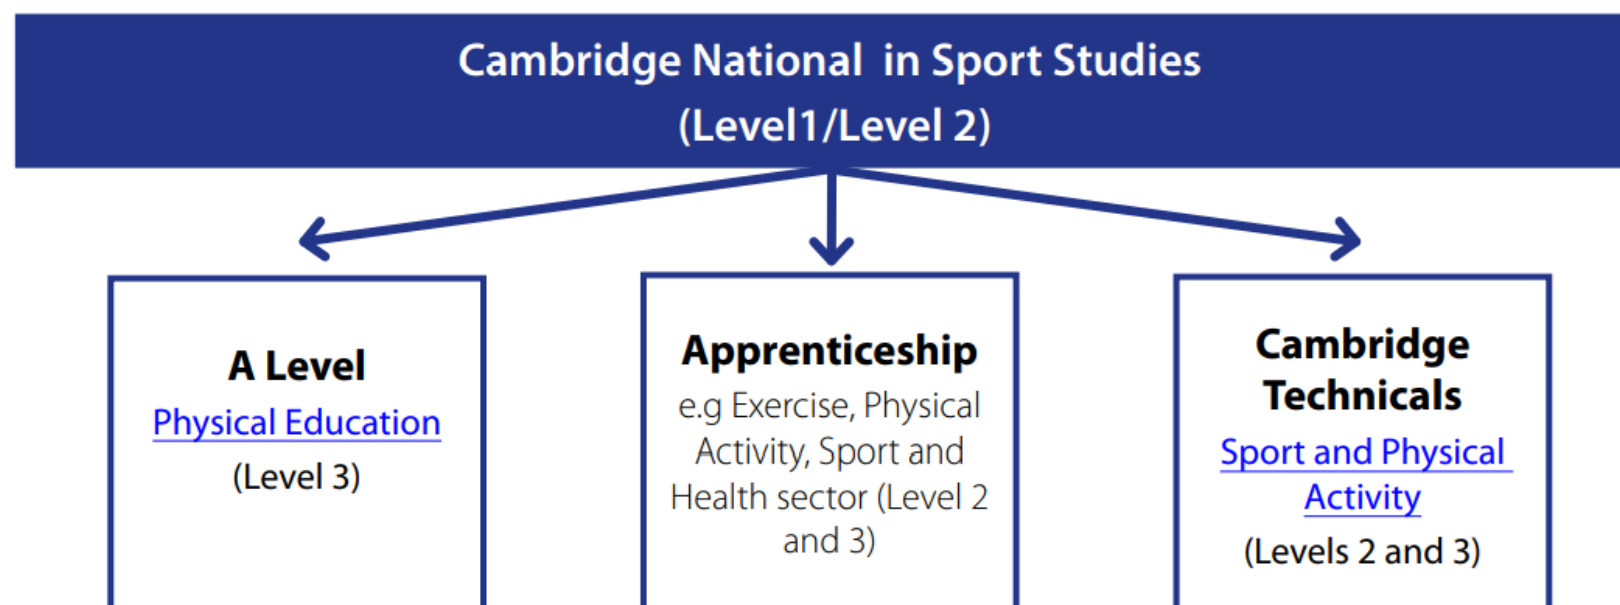 Cambridge National  in Sport Studies
(Level1/Level 2)
A Level
Physical Education
(Level 3)
Apprenticeship
e.g Exercise, Physical
Activity, Sport and
Health sector (Level 2
and 3)
Cambridge
Technicals
Sport and Physical
Activity
(Levels 2 and 3)